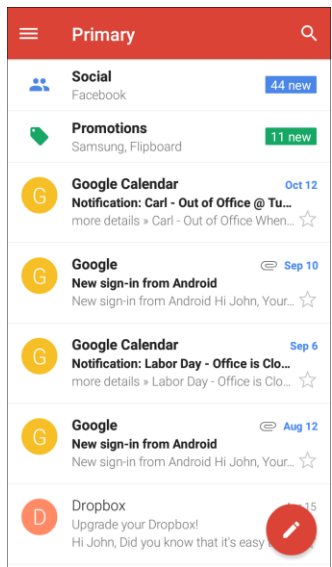 Primary
Social
Facebook
44 new
Promotions
Samsung, Flipboard
11 new
G
Google Calendar
Oct 12
Notification: Carl - Out of Office @ Tu...
more details » Carl - Out of Office When...
G
Google
Sep 10
New sign-in from Android
New sign-in from Android Hi John, Your...
G
Google Calendar
Sep 6
Notification: Labor Day - Office is Clo...
more details » Labor Day - Office is Clo...
G
Google
Aug 12
New sign-in from Android
New sign-in from Android Hi John, Your...
D
Dropbox
15
Upgrade your Dropbox!
Hi John, Did you know that it's easy